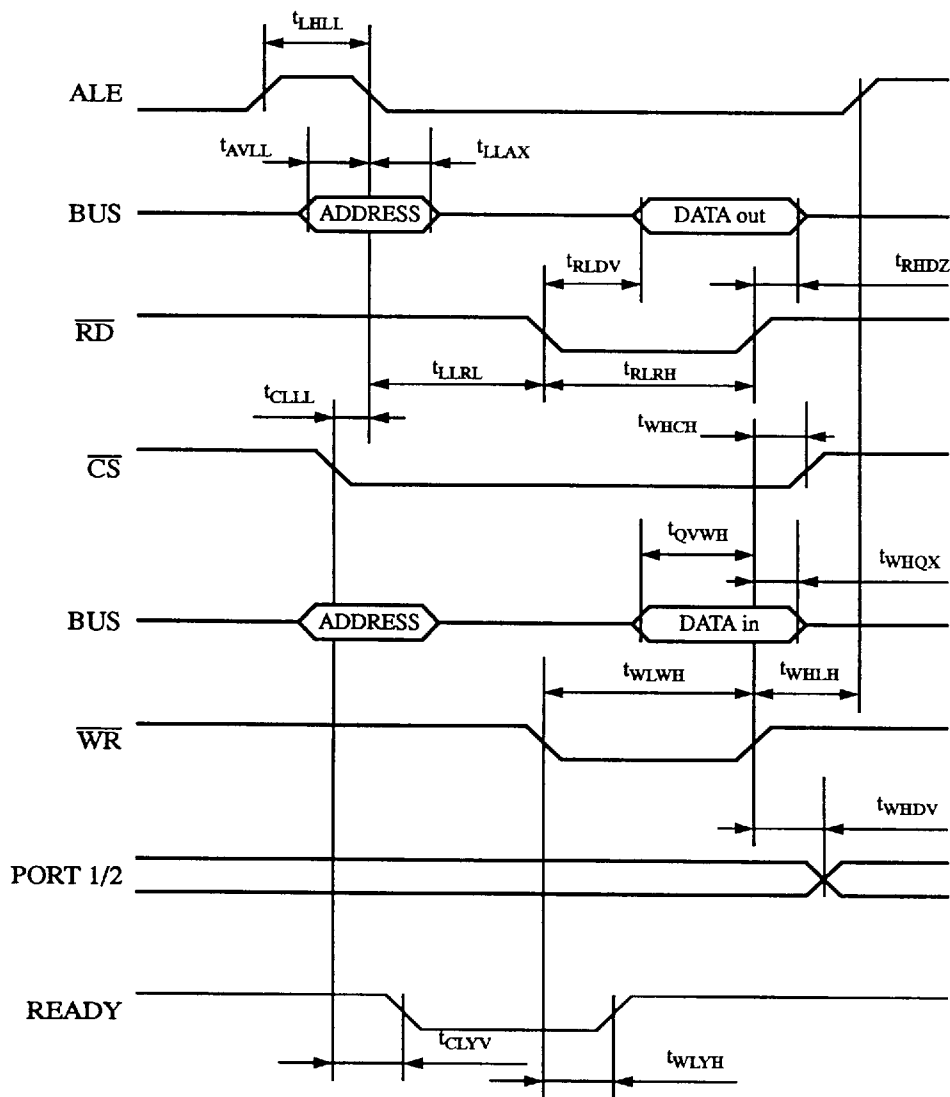 tLHLL
ALE
tAVLL tLLAX
BUS ADDRESS DATA out
tRLDV tRHDZ
RD
tLLRL tRLRH
tCLLL
tWHCH
CS
tQVWH
tWHQX
BUS ADDRESS DATA in
tWLWH tWHLH
WR
tWHDV
PORT 1/2
READY
tCLYV
tWLYH